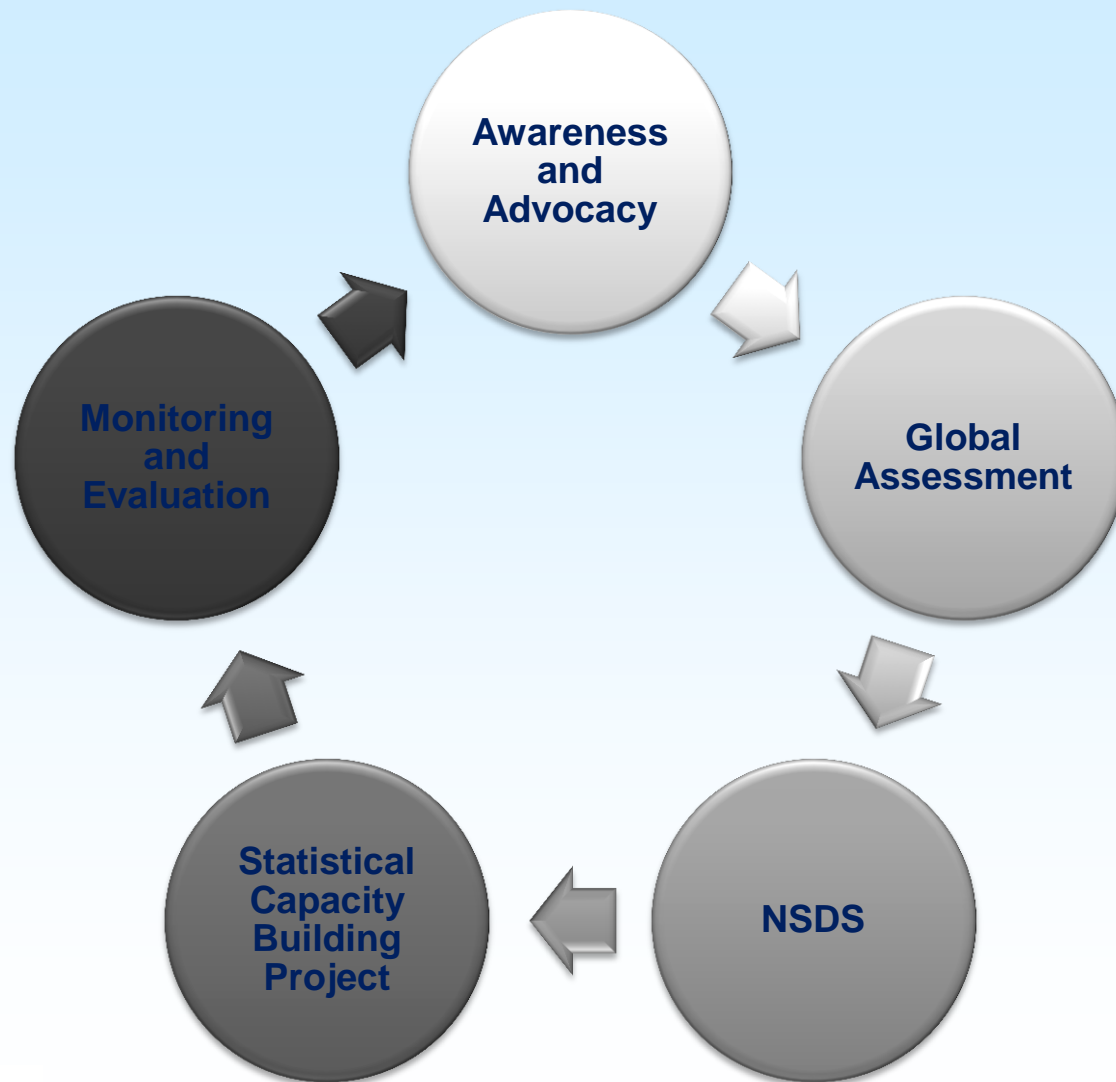 Awareness
and
Advocacy
Global
Assessment
NSDS
Statistical
Capacity
Building
Project
Monitoring
and
Evaluation